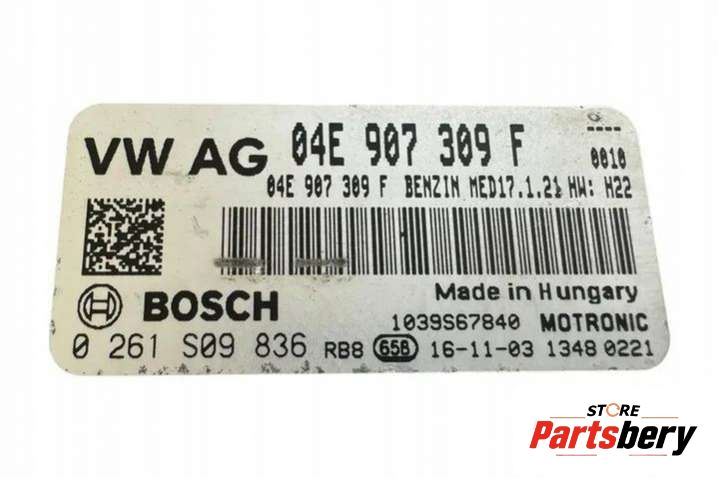 VW AG 04E 907 309 F
0010
04E 907 309 F BENZIN MED17.1.21 HW: H22
BOSCH
Made in Hungary
1039S67840 MOTRONIC
0 261 S09 836 RB8 65B 16-11-03 1348 0221
STORE
Partsbery